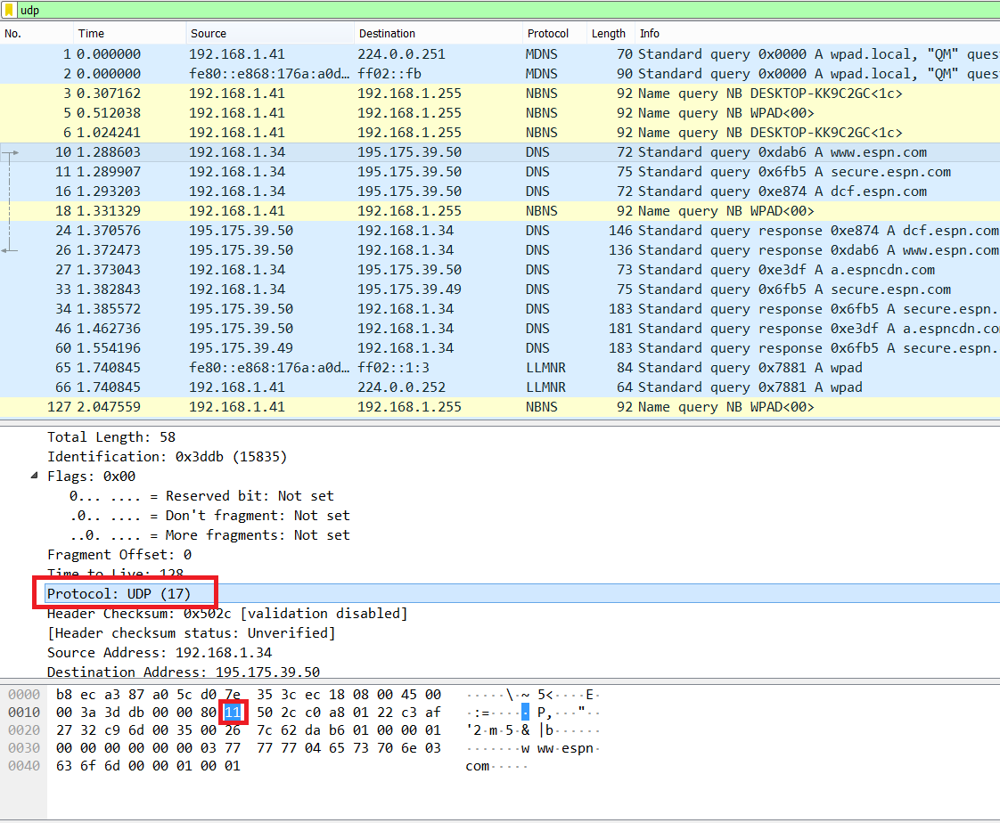 udp
No. Time Source Destination Protocol Length Info
1 0.000000 192.168.1.41 224.0.0.251 MDNS 70 Standard query 0x0000 A wpad.local, "QM" ques
2 0.000000 fe80::e868:176a:a0d… ff02::fb MDNS 90 Standard query 0x0000 A wpad.local, "QM" ques
3 0.307162 192.168.1.41 192.168.1.255 NBNS 92 Name query NB DESKTOP-KK9C2GC<1c>
5 0.512038 192.168.1.41 192.168.1.255 NBNS 92 Name query NB WPAD<00>
6 1.024241 192.168.1.41 192.168.1.255 NBNS 92 Name query NB DESKTOP-KK9C2GC<1c>
10 1.288603 192.168.1.34 195.175.39.50 DNS 72 Standard query 0xdab6 A www.espn.com
11 1.289907 192.168.1.34 195.175.39.50 DNS 75 Standard query 0x6fb5 A secure.espn.com
16 1.293203 192.168.1.34 195.175.39.50 DNS 72 Standard query 0xe874 A dcf.espn.com
18 1.331329 192.168.1.41 192.168.1.255 NBNS 92 Name query NB WPAD<00>
24 1.370576 195.175.39.50 192.168.1.34 DNS 146 Standard query response 0xe874 A dcf.espn.com
26 1.372473 195.175.39.50 192.168.1.34 DNS 136 Standard query response 0xdab6 A www.espn.com
27 1.373043 192.168.1.34 195.175.39.50 DNS 73 Standard query 0xe3df A a.espncdn.com
33 1.382843 192.168.1.34 195.175.39.49 DNS 75 Standard query 0x6fb5 A secure.espn.com
34 1.385572 195.175.39.50 192.168.1.34 DNS 183 Standard query response 0x6fb5 A secure.espn.
46 1.462736 195.175.39.50 192.168.1.34 DNS 181 Standard query response 0xe3df A a.espncdn.co
60 1.554196 195.175.39.49 192.168.1.34 DNS 183 Standard query response 0x6fb5 A secure.espn.
65 1.740845 fe80::e868:176a:a0d… ff02::1:3 LLMNR 84 Standard query 0x7881 A wpad
66 1.740845 192.168.1.41 224.0.0.252 LLMNR 64 Standard query 0x7881 A wpad
127 2.047559 192.168.1.41 192.168.1.255 NBNS 92 Name query NB WPAD<00>
Total Length: 58
Identification: 0x3ddb (15835)
Flags: 0x00
0... .... = Reserved bit: Not set
.0.. .... = Don't fragment: Not set
..0. .... = More fragments: Not set
Fragment Offset: 0
Time to Live: 128
Protocol: UDP (17)
Header Checksum: 0x502c [validation disabled]
[Header checksum status: Unverified]
Source Address: 192.168.1.34
Destination Address: 195.175.39.50
0000 b8 ec a3 87 a0 5c d0 7e 35 3c ec 18 08 00 45 00 ·····\·~ 5<····E·
0010 00 3a 3d db 00 00 80 11 50 2c c0 a8 01 22 c3 af ·:=····· P,···"··
0020 27 32 c9 6d 00 35 00 26 7c 62 da b6 01 00 00 01 '2·m·5·& |b······
0030 00 00 00 00 00 00 03 77 77 77 04 65 73 70 6e 03 ·······w ww·espn·
0040 63 6f 6d 00 00 01 00 01 com·····